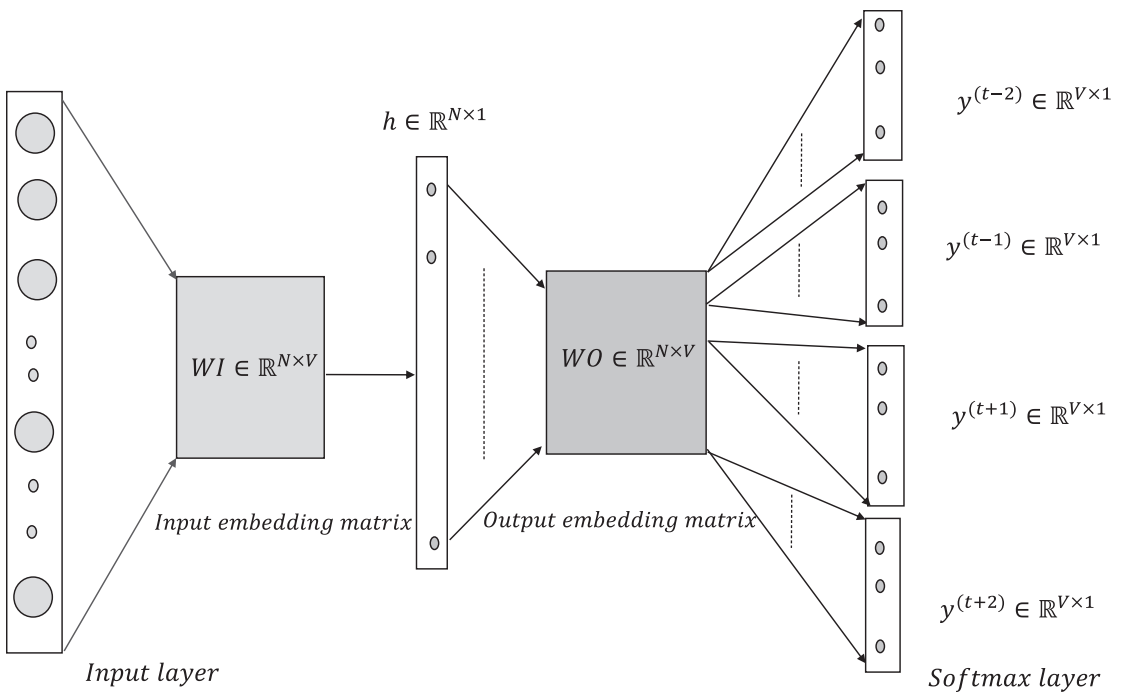 y^(t−2) ∈ ℝ^V×1
h ∈ ℝ^N×1
y^(t−1) ∈ ℝ^V×1
WI ∈ ℝ^N×V
WO ∈ ℝ^N×V
y^(t+1) ∈ ℝ^V×1
Input embedding matrix
Output embedding matrix
y^(t+2) ∈ ℝ^V×1
Input layer
Softmax layer